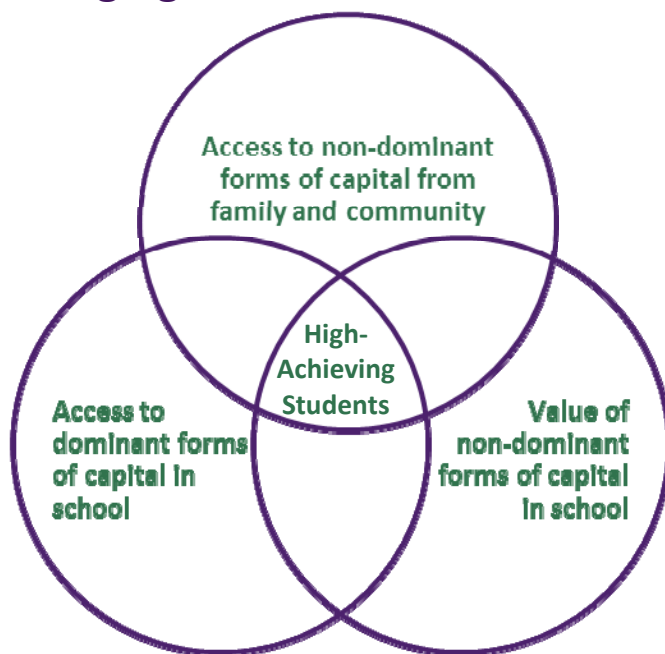 Access to non-dominant
forms of capital from
family and community
High-
Achieving
Students
Access to
dominant forms
of capital in
school
Value of
non-dominant
forms of capital
in school